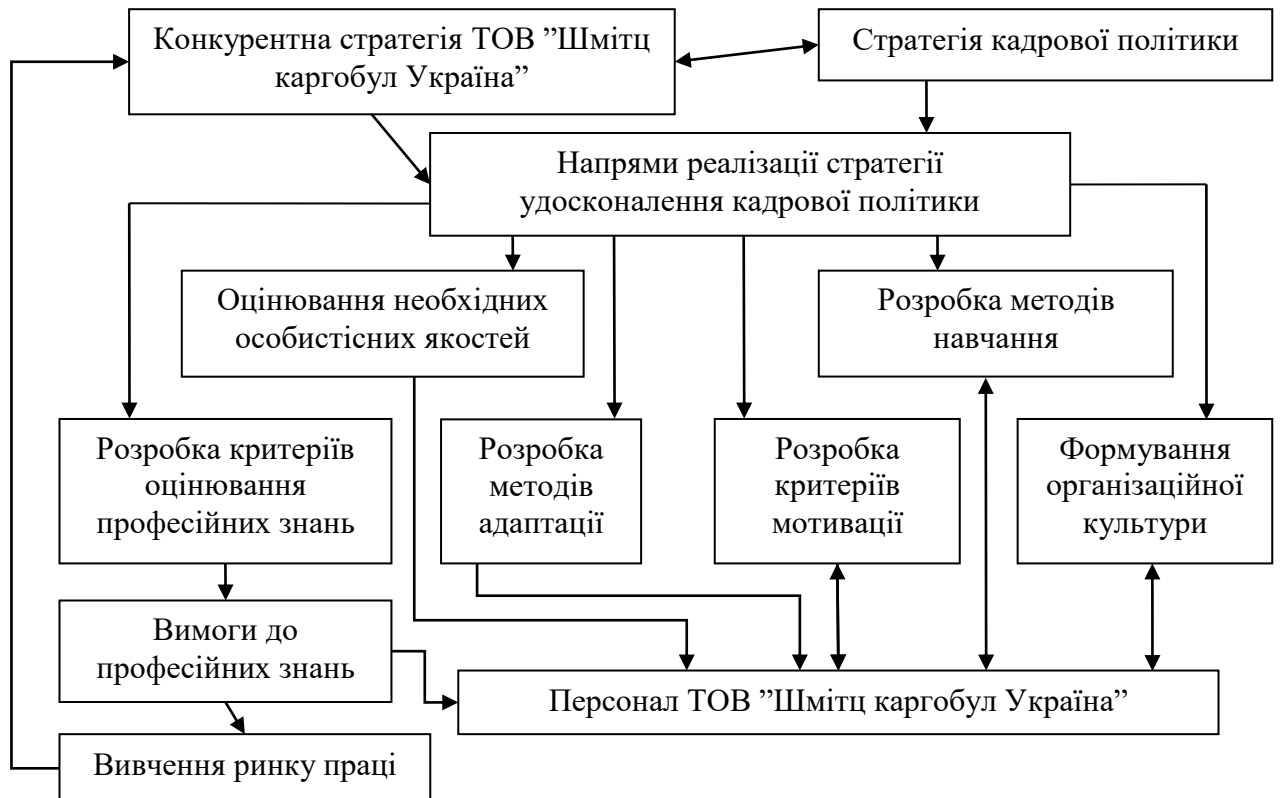 Конкурентна стратегія ТОВ ”Шмітц
каргобул Україна”
Стратегія кадрової політики
Напрями реалізації стратегії
удосконалення кадрової політики
Оцінювання необхідних
особистісних якостей
Розробка методів
навчання
Розробка критеріїв
оцінювання
професійних знань
Розробка
методів
адаптації
Розробка
критеріїв
мотивації
Формування
організаційної
культури
Вимоги до
професійних знань
Персонал ТОВ ”Шмітц каргобул Україна”
Вивчення ринку праці